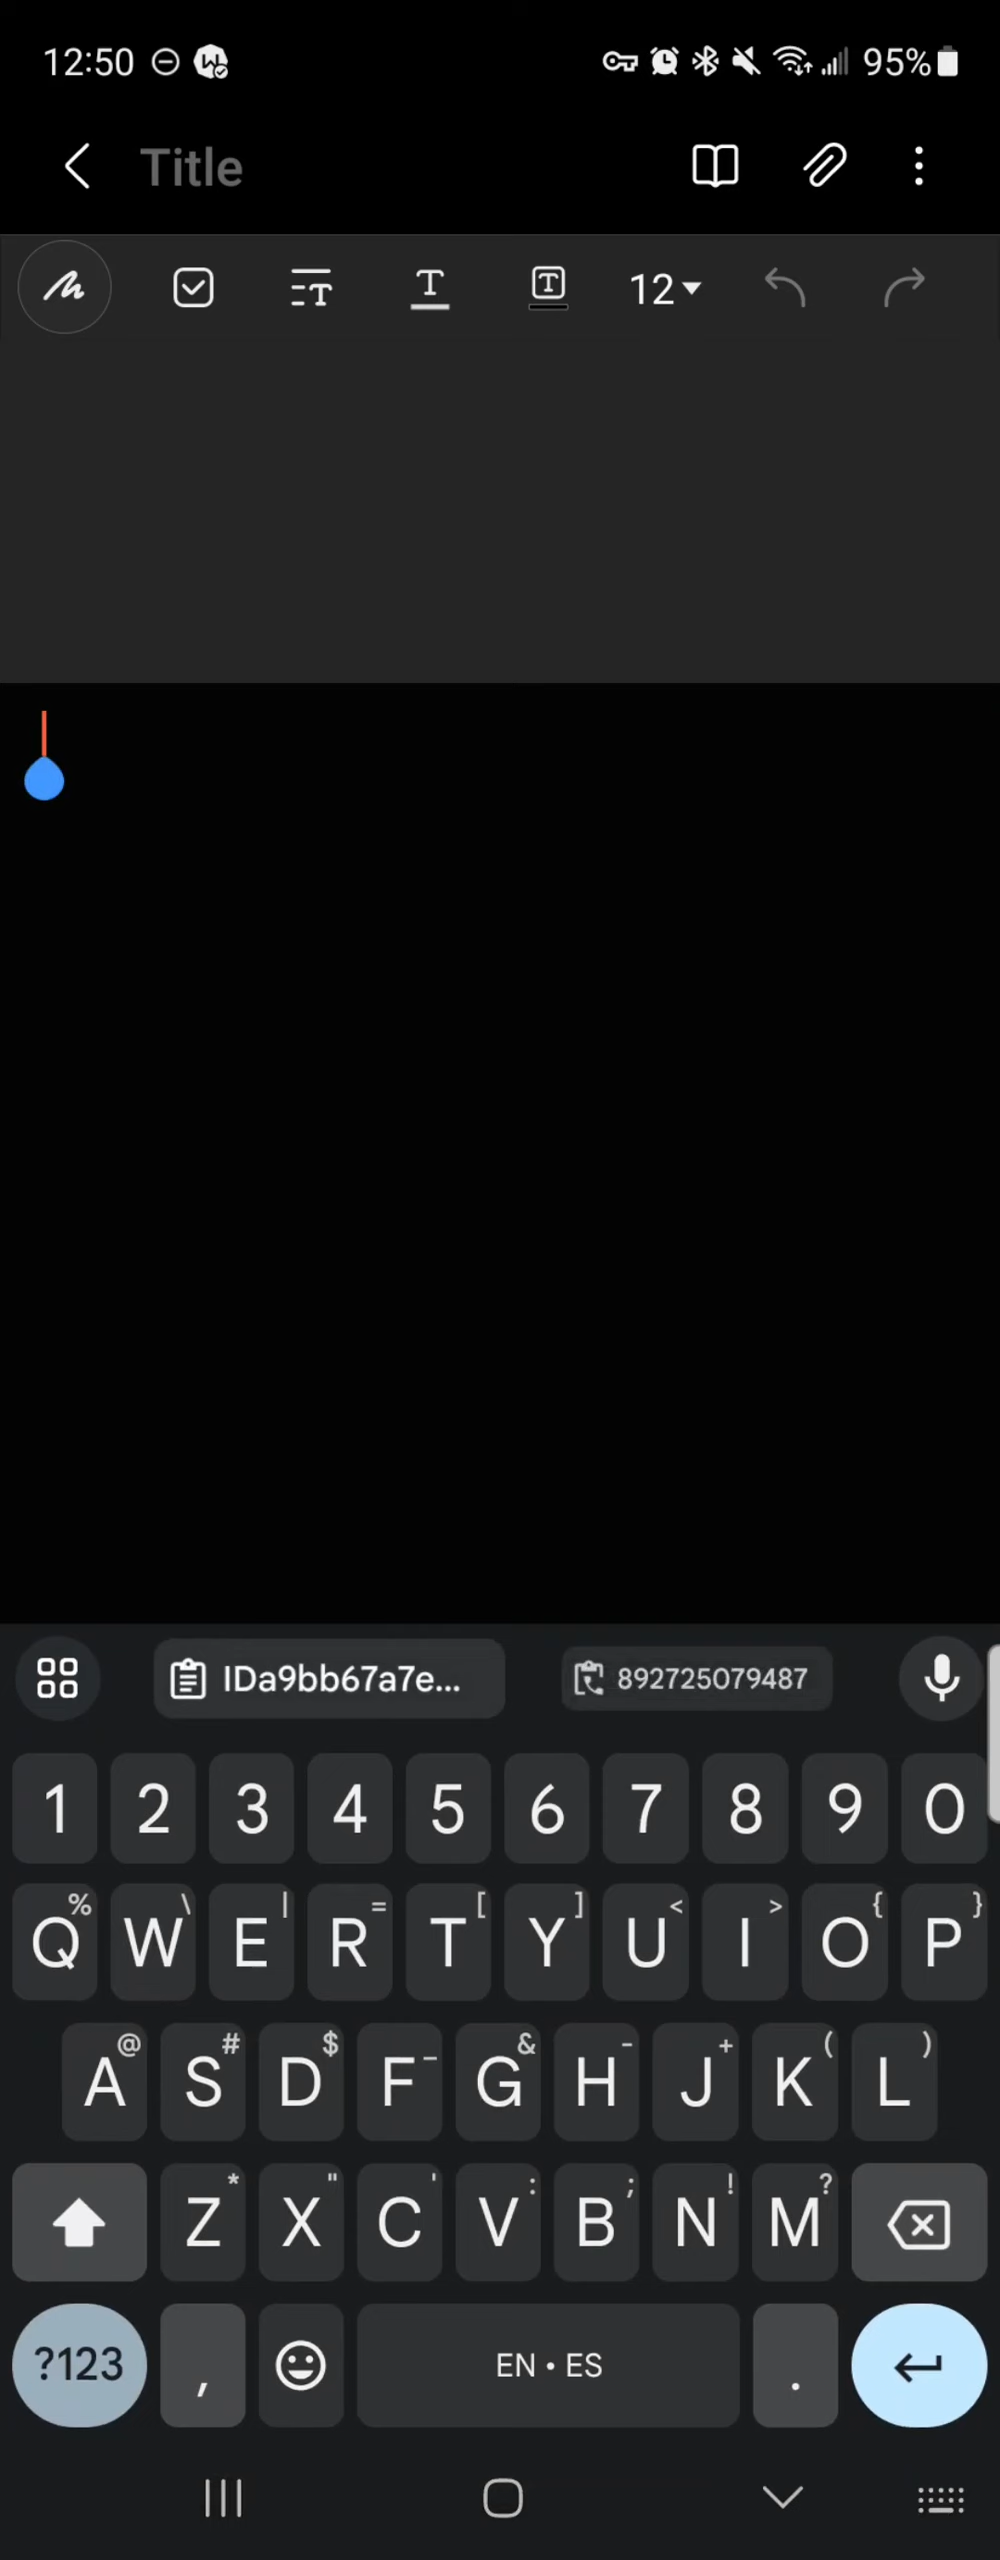 12:50 95%
Title
12
IDa9bb67a7e... 892725079487
1 2 3 4 5 6 7 8 9 0
% \ | = [ ] < > { }
Q W E R T Y U I O P
@ # $ _ & - + ( )
A S D F G H J K L
* " ' : ; ! ?
Z X C V B N M
?123 , EN • ES .